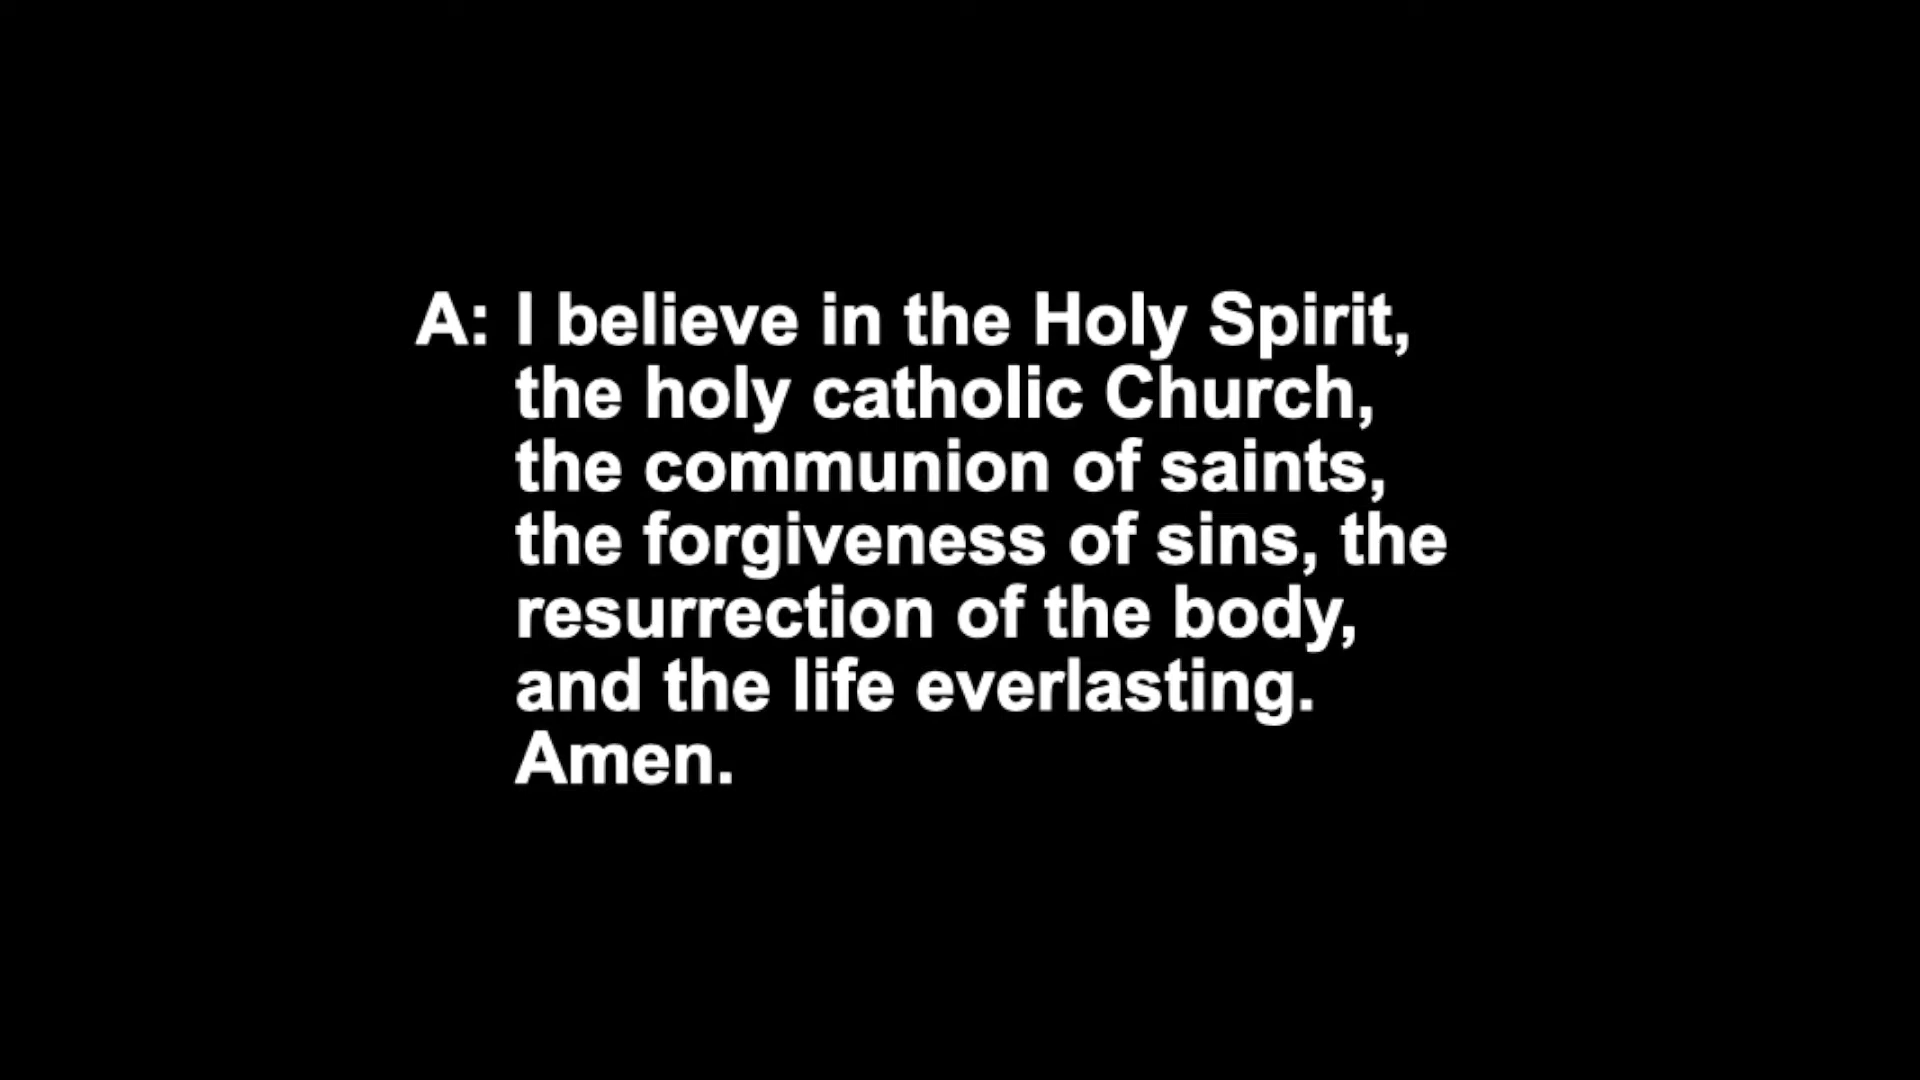 A: I believe in the Holy Spirit,
the holy catholic Church,
the communion of saints,
the forgiveness of sins, the
resurrection of the body,
and the life everlasting.
Amen.